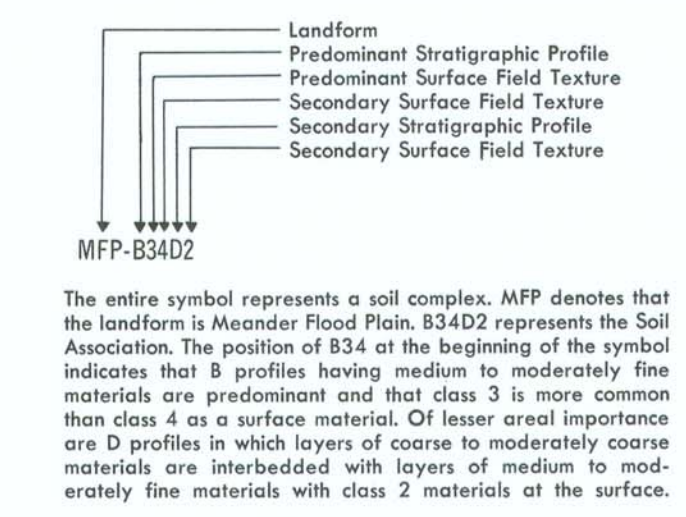 Landform
Predominant Stratigraphic Profile
Predominant Surface Field Texture
Secondary Surface Field Texture
Secondary Stratigraphic Profile
Secondary Surface Field Texture
MFP-B34D2
The entire symbol represents a soil complex. MFP denotes that
the landform is Meander Flood Plain. B34D2 represents the Soil
Association. The position of B34 at the beginning of the symbol
indicates that B profiles having medium to moderately fine
materials are predominant and that class 3 is more common
than class 4 as a surface material. Of lesser areal importance
are D profiles in which layers of coarse to moderately coarse
materials are interbedded with layers of medium to mod-
erately fine materials with class 2 materials at the surface.